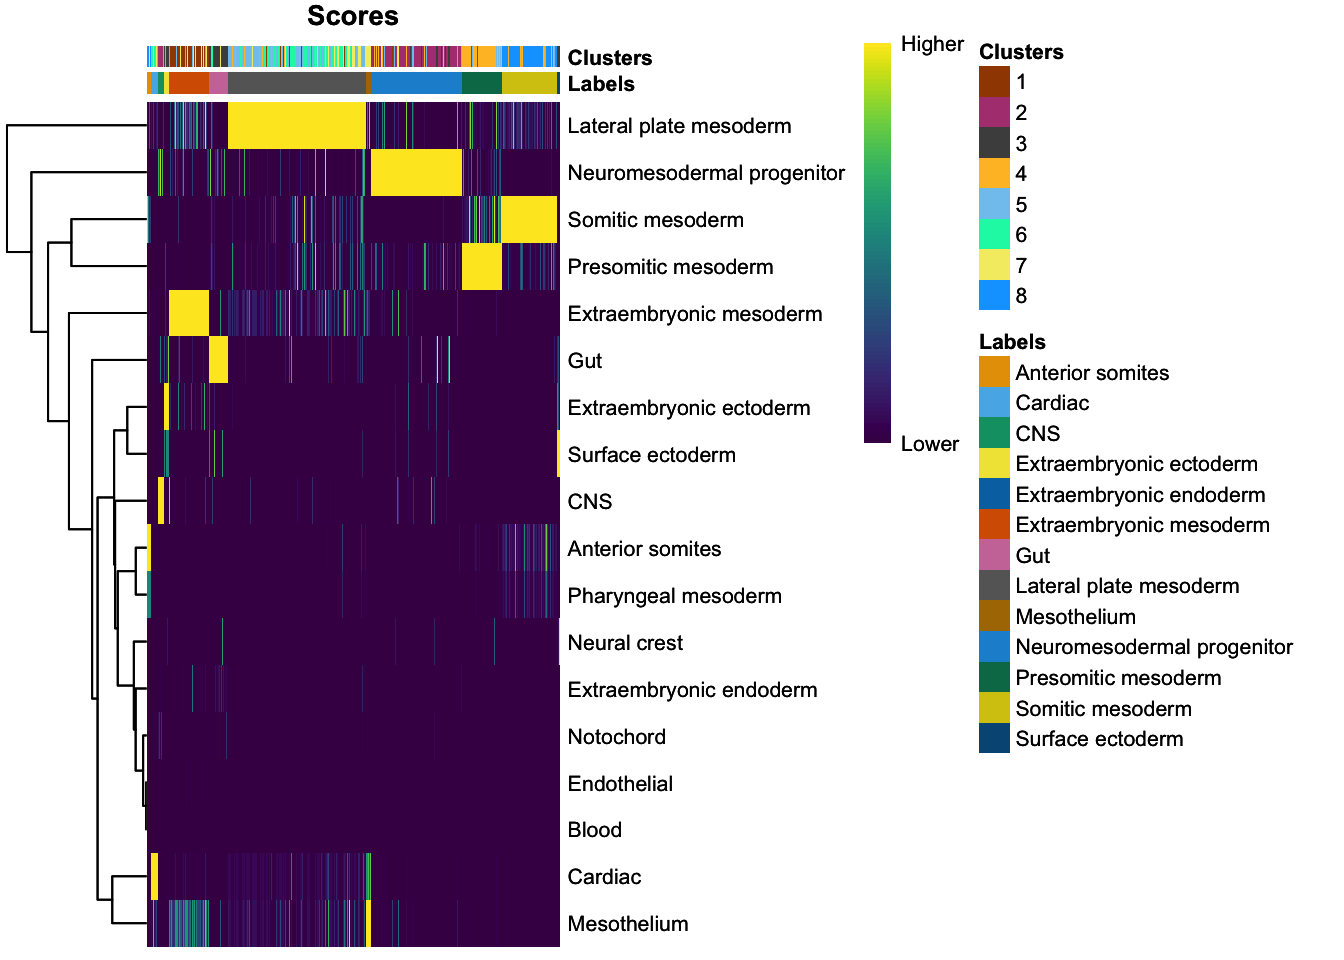 Scores
Clusters
Labels
Lateral plate mesoderm
Neuromesodermal progenitor
Somitic mesoderm
Presomitic mesoderm
Extraembryonic mesoderm
Gut
Extraembryonic ectoderm
Surface ectoderm
CNS
Anterior somites
Pharyngeal mesoderm
Neural crest
Extraembryonic endoderm
Notochord
Endothelial
Blood
Cardiac
Mesothelium
Higher
Lower
Clusters
1
2
3
4
5
6
7
8
Labels
Anterior somites
Cardiac
CNS
Extraembryonic ectoderm
Extraembryonic endoderm
Extraembryonic mesoderm
Gut
Lateral plate mesoderm
Mesothelium
Neuromesodermal progenitor
Presomitic mesoderm
Somitic mesoderm
Surface ectoderm